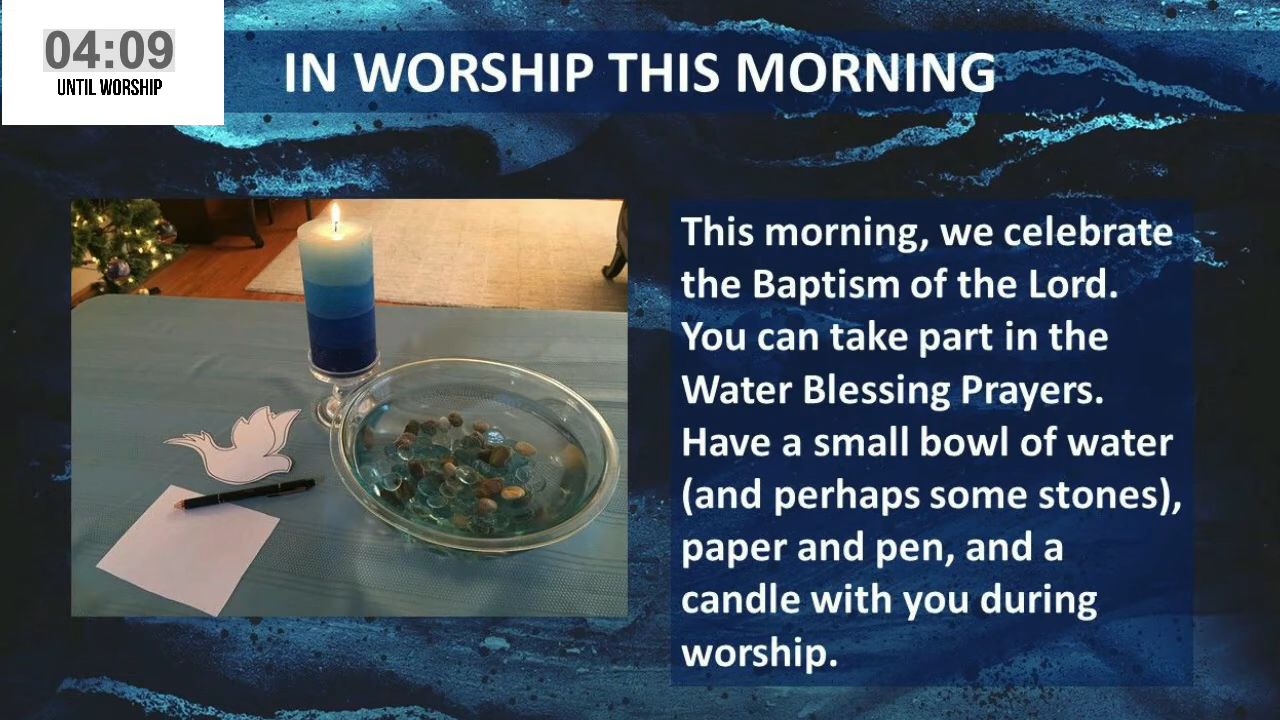 04:09
UNTIL WORSHIP
IN WORSHIP THIS MORNING
This morning, we celebrate
the Baptism of the Lord.
You can take part in the
Water Blessing Prayers.
Have a small bowl of water
(and perhaps some stones),
paper and pen, and a
candle with you during
worship.